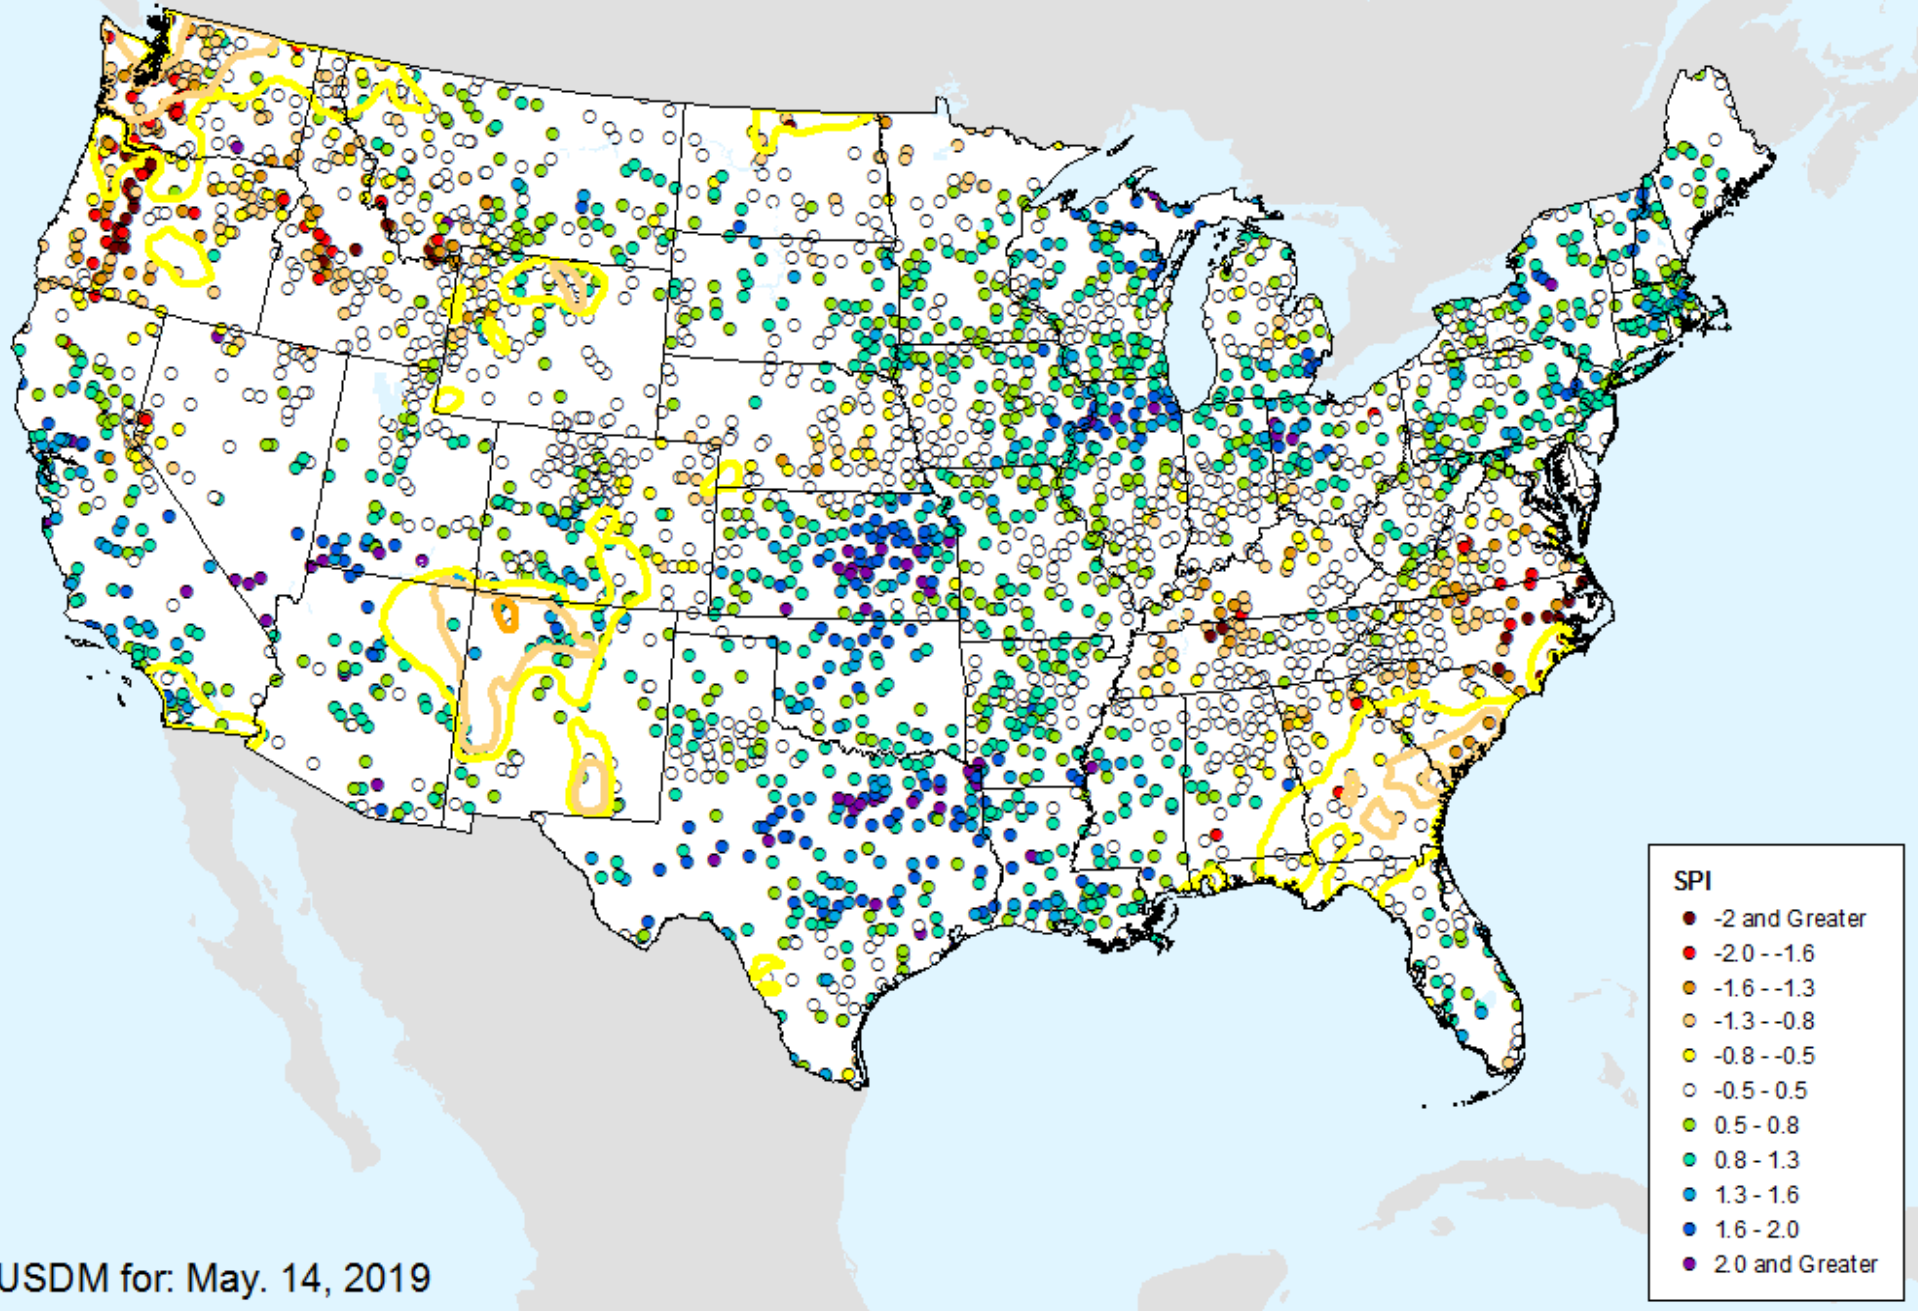 SPI
-2 and Greater
-2.0 - -1.6
-1.6 - -1.3
-1.3 - -0.8
-0.8 - -0.5
-0.5 - 0.5
0.5 - 0.8
0.8 - 1.3
1.3 - 1.6
1.6 - 2.0
2.0 and Greater
USDM for: May. 14, 2019